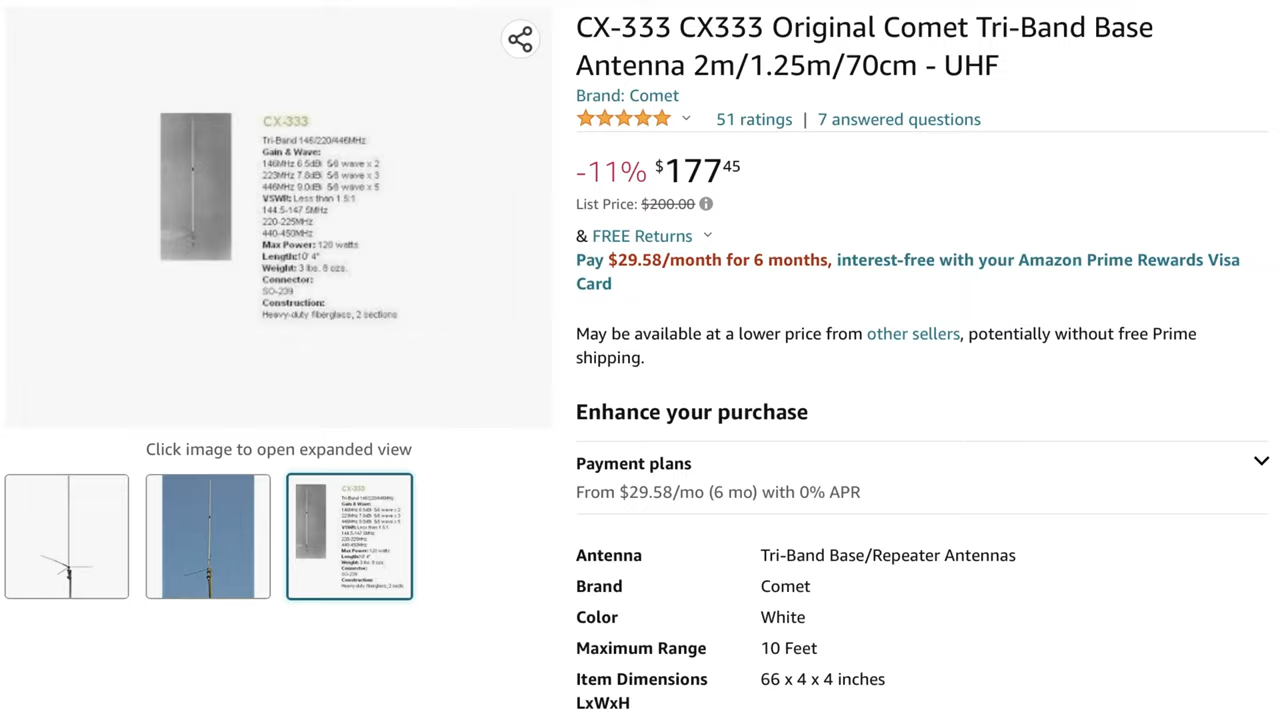 CX-333 CX333 Original Comet Tri-Band Base
Antenna 2m/1.25m/70cm - UHF
Brand: Comet
51 ratings | 7 answered questions
-11% $177 45
List Price: $200.00
& FREE Returns
Pay $29.58/month for 6 months, interest-free with your Amazon Prime Rewards Visa
Card
May be available at a lower price from other sellers, potentially without free Prime
shipping.
Enhance your purchase
Payment plans
From $29.58/mo (6 mo) with 0% APR
Antenna Tri-Band Base/Repeater Antennas
Brand Comet
Color White
Maximum Range 10 Feet
Item Dimensions 66 x 4 x 4 inches
LxWxH
CX-333
Tri-Band 146/220/446MHz
Gain & Wave:
146MHz 6.5dBi 5/8 wave x 2
223MHz 7.8dBi 5/8 wave x 3
446MHz 9.0dBi 5/8 wave x 5
VSWR: Less than 1.5:1
144.5-147.5MHz
220-225MHz
440-450MHz
Max Power: 120 watts
Length:10' 4"
Weight: 3 lbs. 8 ozs.
Connector:
SO-239
Construction:
Heavy-duty fiberglass, 2 sections
Click image to open expanded view